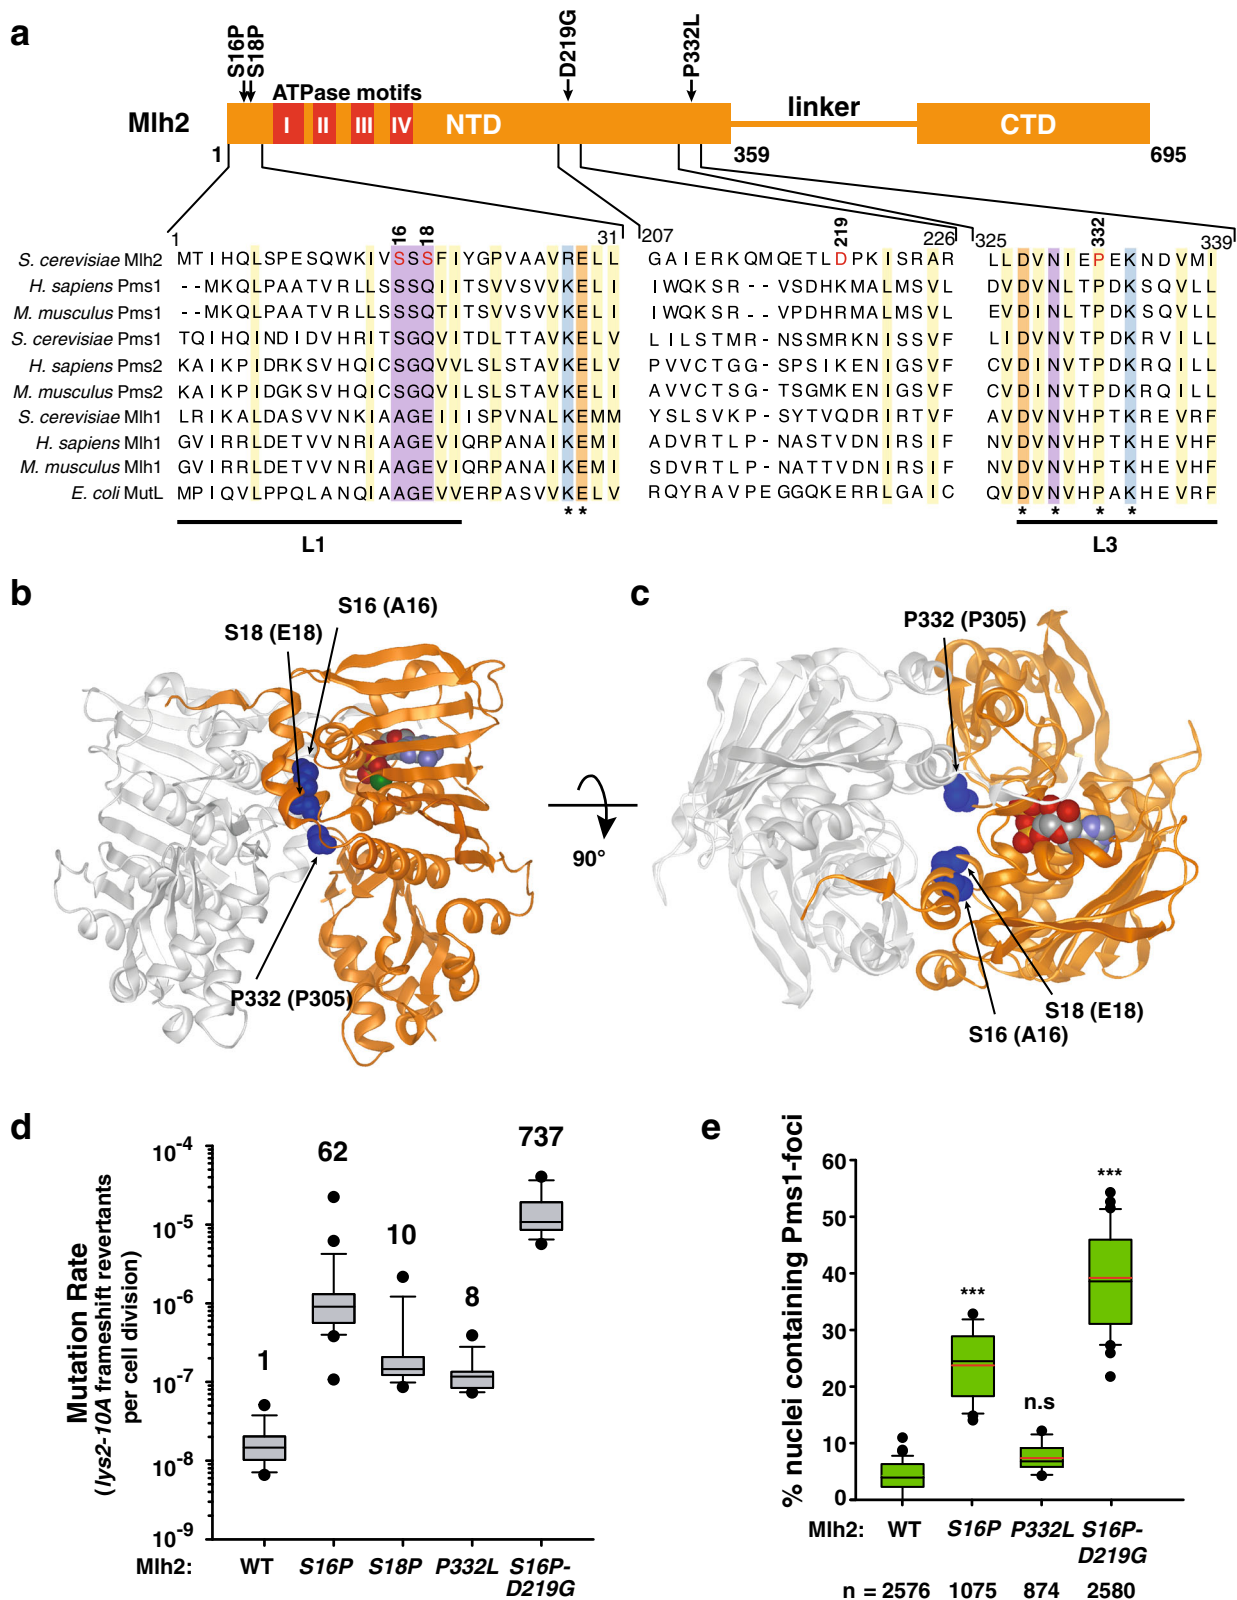 a
S16P
S18P
D219G
P332L
ATPase motifs
Mlh2
I II III IV NTD
linker
CTD
1
359
695
1 16 18 31 207 219 226 325 332 339
S. cerevisiae Mlh2 MTIHQLSPESQWKIVSSSFIYGPVAAVRELL GAIERKQMQETLDPKISRAR LLDVNIEPEKNDVMI
H. sapiens Pms1 --MKQLPAATVRLLSSSQIITSVVSVVKELI IWQKSR--VSDHKMALMSVL DVDVNLTPDKSQVLL
M. musculus Pms1 --MKQLPAATVRLLSSSQTITSVVSVVKELI IWQKSR--VPDHRMALMSVL EVDINLTPDKSQVLL
S. cerevisiae Pms1 TQIHQINDIDVHRITSGQVITDLTTAVKELV LILSTMR-NSSMRKNISSVF LIDVNVTPDKRVILL
H. sapiens Pms2 KAIKPIDRKSVHQICSGQVVLSLSTAVKELV PVVCTGG-SPSIKENIGSVF CVDINVTPDKRQILL
M. musculus Pms2 KAIKPIDGKSVHQICSGQVILSLSTAVKELI AVVCTSG-TSGMKENIGSVF CVDINVTPDKRQILL
S. cerevisiae Mlh1 LRIKALDASVVNKIAAGEIIISPVNALKEMM YSLSVKP-SYTVQDRIRTVF AVDVNVHPTKREVRF
H. sapiens Mlh1 GVIRRLDETVVNRIAAGEVIQRPANAIKEMI ADVRTLP-NASTVDNIRSIF NVDVNVHPTKHEVHF
M. musculus Mlh1 GVIRRLDETVVNRIAAGEVIQRPANAIKEMI SDVRTLP-NATTVDNIRSIF NVDVNVHPTKHEVHF
E. coli MutL MPIQVLPPQLANQIAAGEVVERPASVVKELV RQYRAVPEGGQKERRLGAIC QVDVNVHPAKHEVRF
* * * * * *
L1
L3
b
S16 (A16)
S18 (E18)
P332 (P305)
90°
c
P332 (P305)
S18 (E18)
S16 (A16)
d
Mutation Rate
(lys2-10A frameshift revertants
per cell division)
10-4
10-5
10-6
10-7
10-8
10-9
1
62
10
8
737
Mlh2: WT S16P S18P P332L S16P-
D219G
e
% nuclei containing Pms1-foci
60
50
40
30
20
10
0
***
n.s
***
Mlh2: WT S16P P332L S16P-
D219G
n = 2576 1075 874 2580